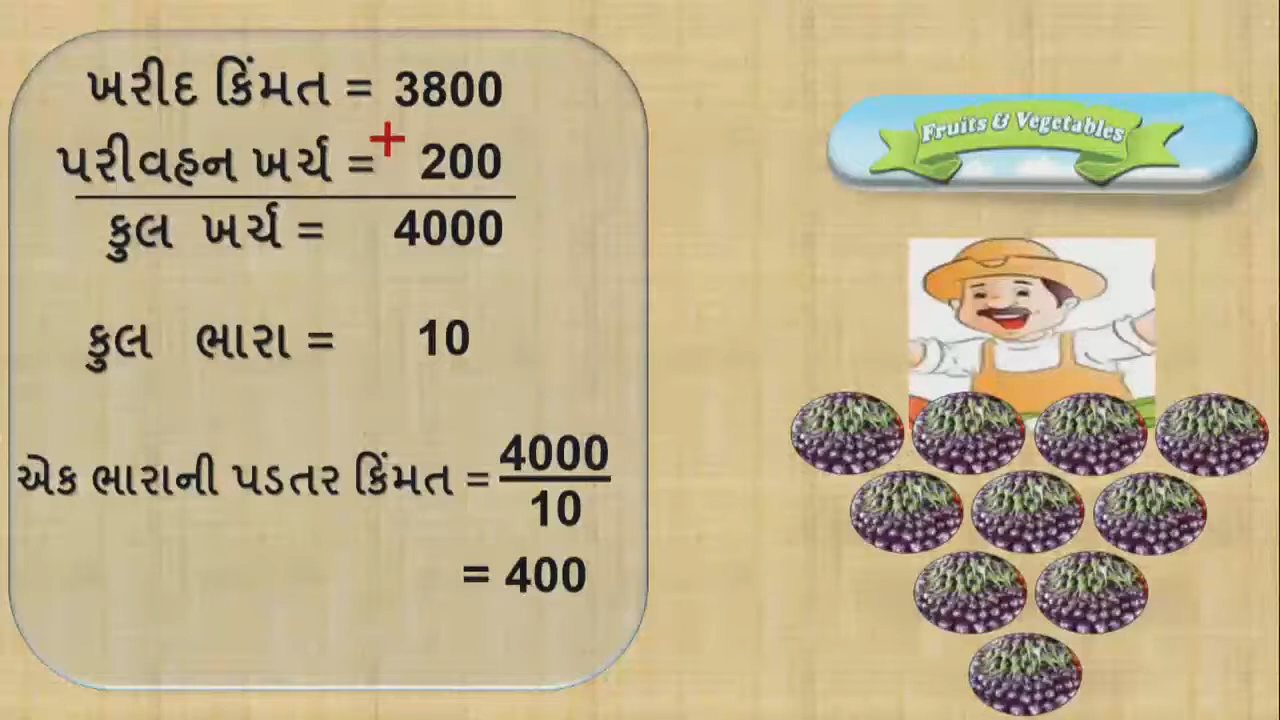 ખરીદ કિંમત = 3800
+
પરીવહન ખર્ચ = 200
કુલ ખર્ચ = 4000
કુલ ભારા = 10
એક ભારાની પડતર કિંમત = 4000
10
= 400
Fruits & Vegetables